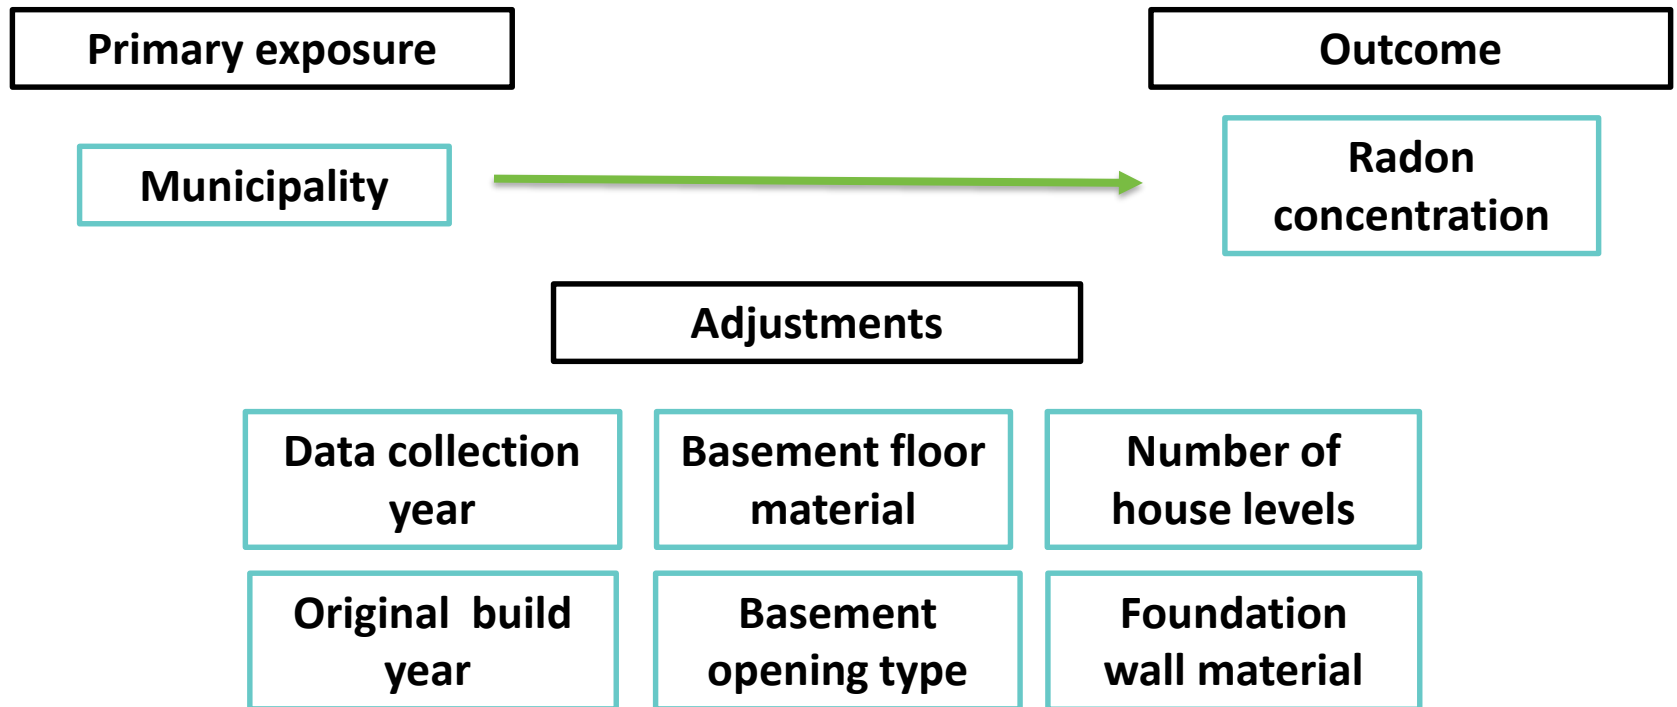 Primary exposure
Outcome
Municipality
Radon
concentration
Adjustments
Data collection
year
Basement floor
material
Number of
house levels
Original  build
year
Basement
opening type
Foundation
wall material